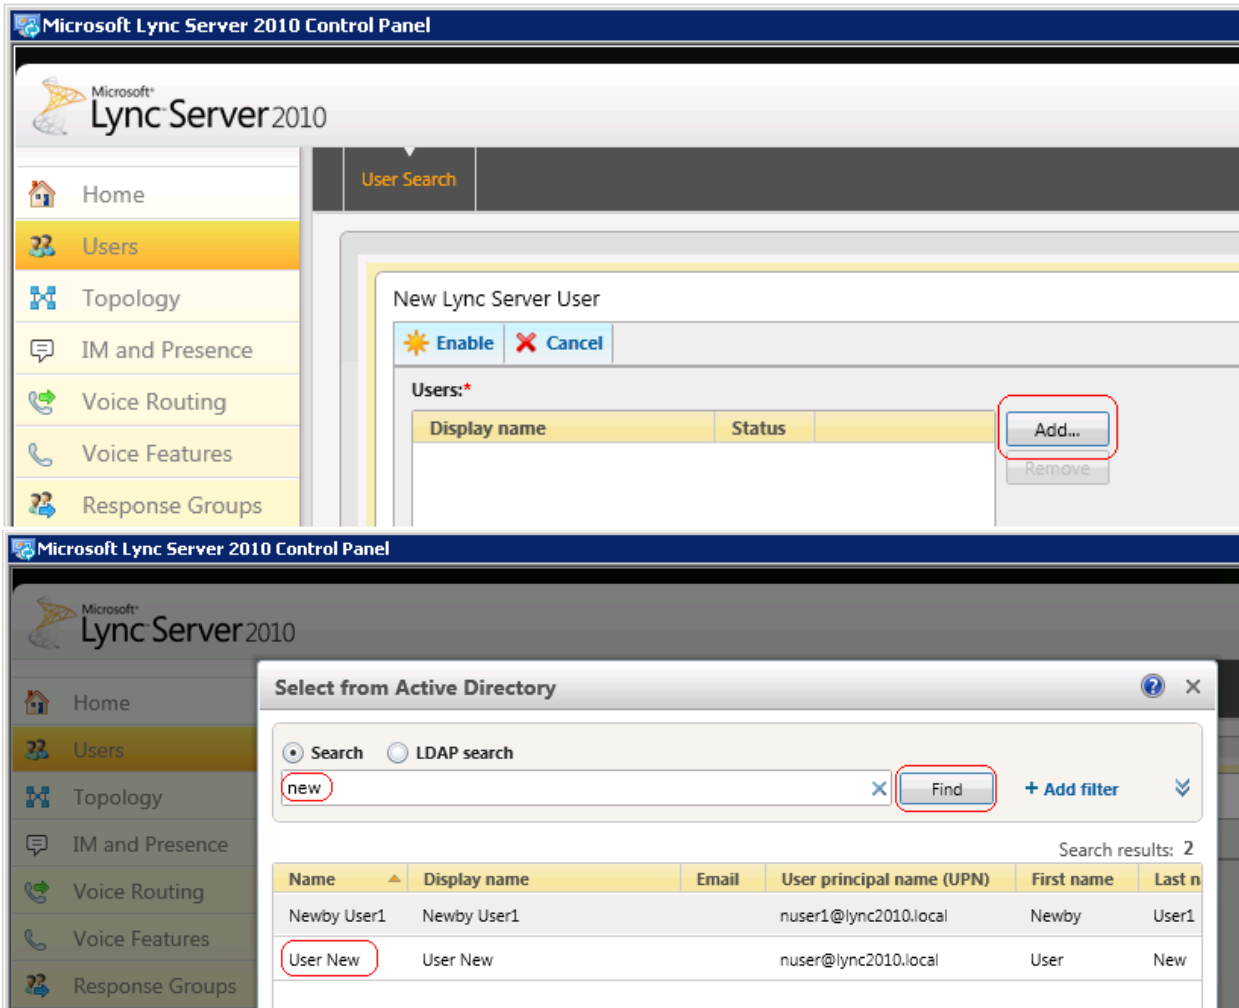 Microsoft Lync Server 2010 Control Panel
Microsoft®
Lync™ Server 2010
User Search
Home
Users
Topology
IM and Presence
Voice Routing
Voice Features
Response Groups
New Lync Server User
Enable Cancel
Users:*
Display name Status
Add...
Remove
Microsoft Lync Server 2010 Control Panel
Microsoft®
Lync™ Server 2010
Home
Users
Topology
IM and Presence
Voice Routing
Voice Features
Response Groups
Select from Active Directory
Search LDAP search
new Find + Add filter
Search results: 2
Name Display name Email User principal name (UPN) First name Last n
Newby User1 Newby User1 nuser1@lync2010.local Newby User1
User New User New nuser@lync2010.local User New